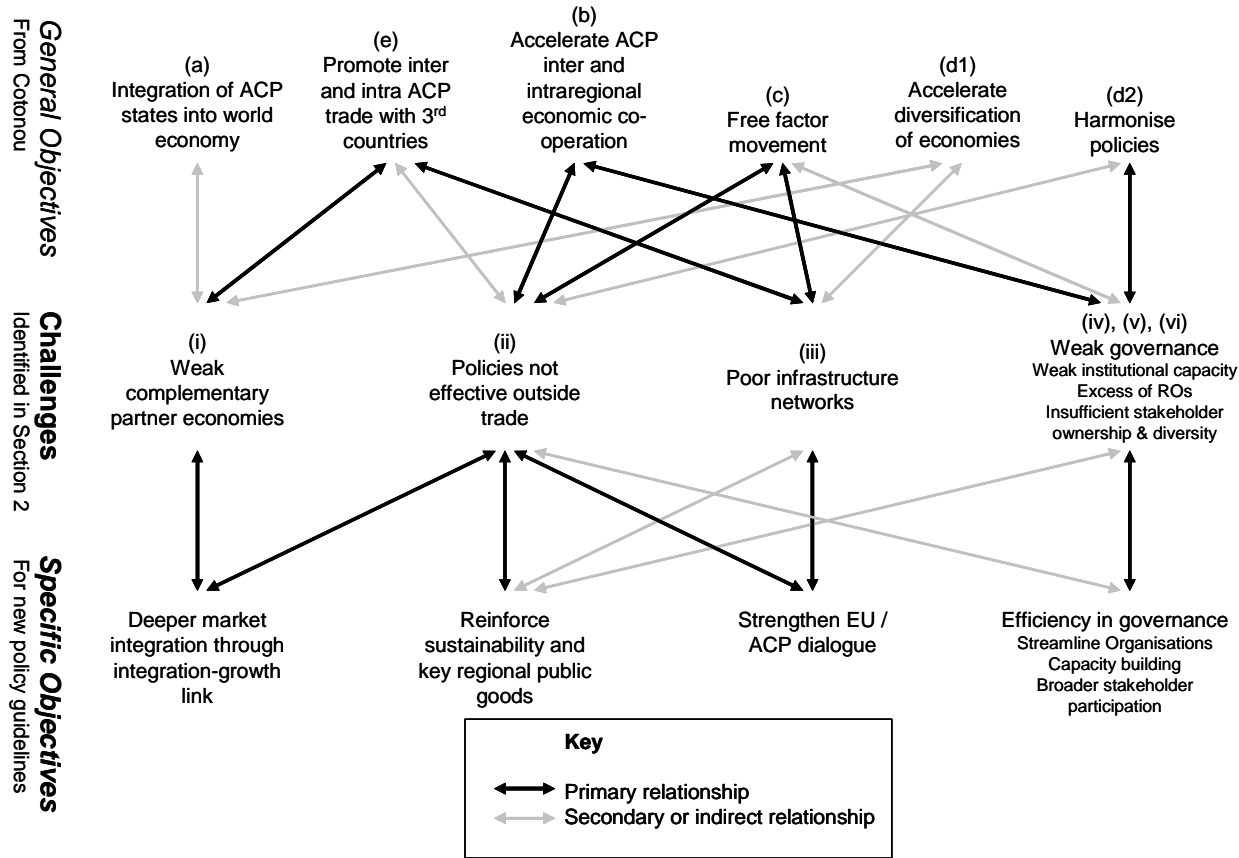 General Objectives
From Cotonou
(a)
Integration of ACP
states into world
economy
(e)
Promote inter
and intra ACP
trade with 3rd
countries
(b)
Accelerate ACP
inter and
intraregional
economic co-
operation
(c)
Free factor
movement
(d1)
Accelerate
diversification
of economies
(d2)
Harmonise
policies
Challenges
Identified in Section 2
(i)
Weak
complementary
partner economies
(ii)
Policies not
effective outside
trade
(iii)
Poor infrastructure
networks
(iv), (v), (vi)
Weak governance
Weak institutional capacity
Excess of ROs
Insufficient stakeholder
ownership & diversity
Specific Objectives
For new policy guidelines
Deeper market
integration through
integration-growth
link
Reinforce
sustainability and
key regional public
goods
Strengthen EU /
ACP dialogue
Efficiency in governance
Streamline Organisations
Capacity building
Broader stakeholder
participation
Key
Primary relationship
Secondary or indirect relationship